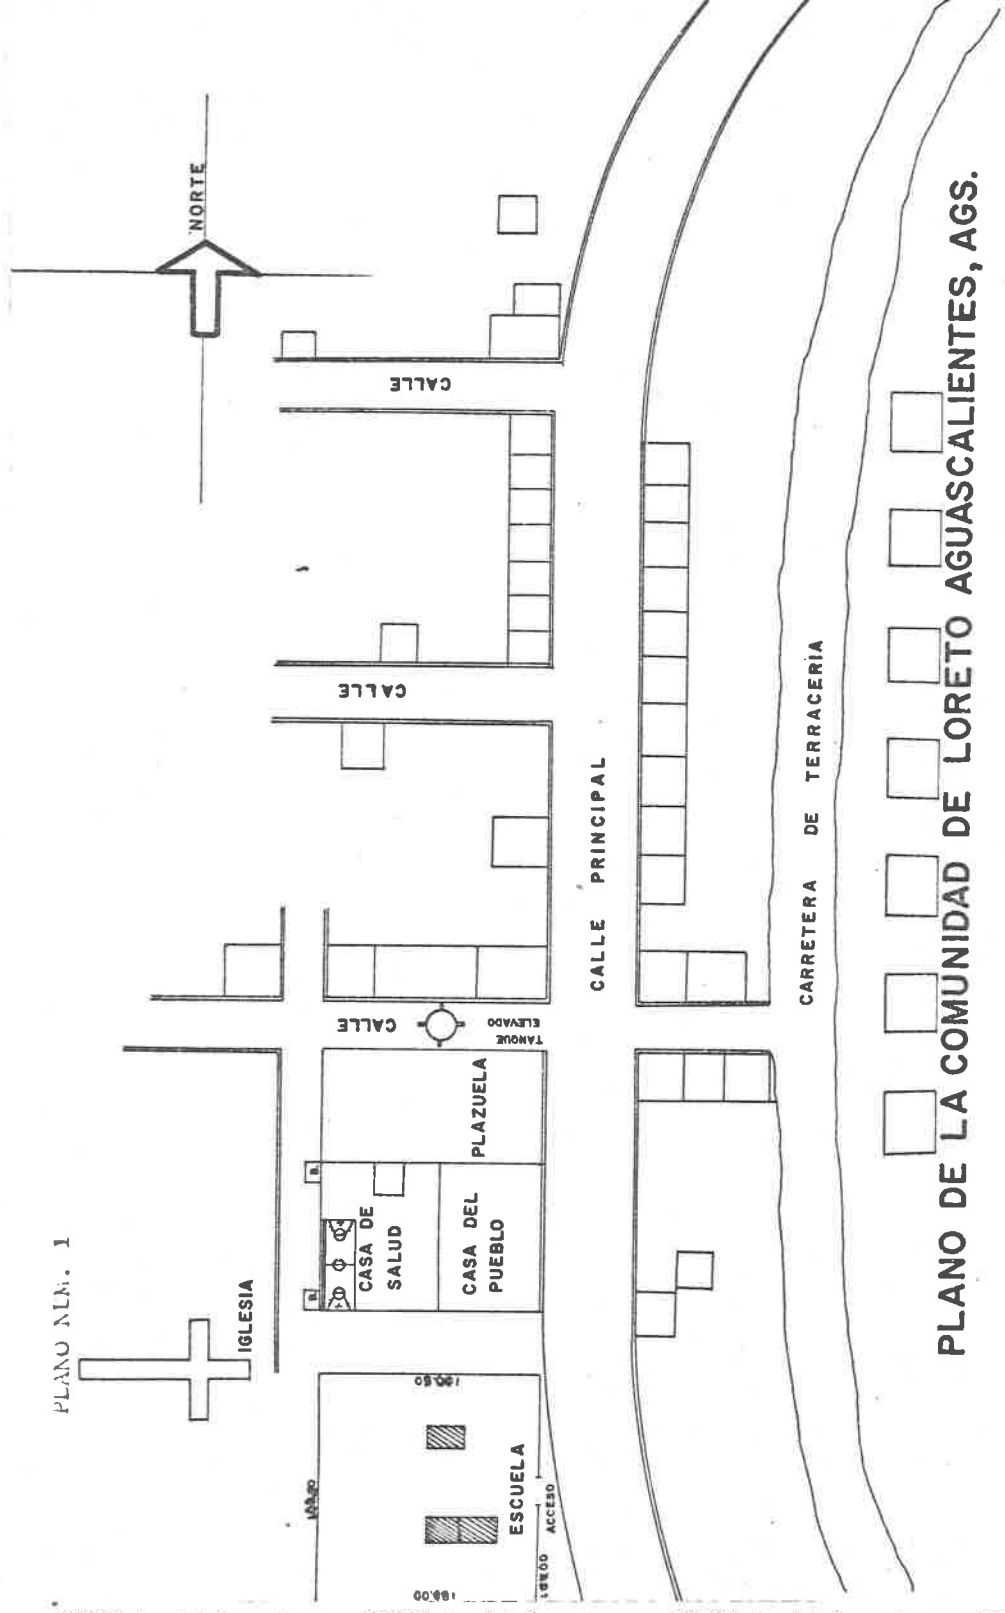 PLANO NUM. 1
NORTE
CALLE
CALLE
CALLE
TANQUE
ELEVADO
CALLE PRINCIPAL
CARRETERA DE TERRACERIA
PLAZUELA
CASA DE
SALUD
CASA DEL
PUEBLO
B.
B.
IGLESIA
ESCUELA
ACCESO
PLANO DE LA COMUNIDAD DE LORETO AGUASCALIENTES, AGS.